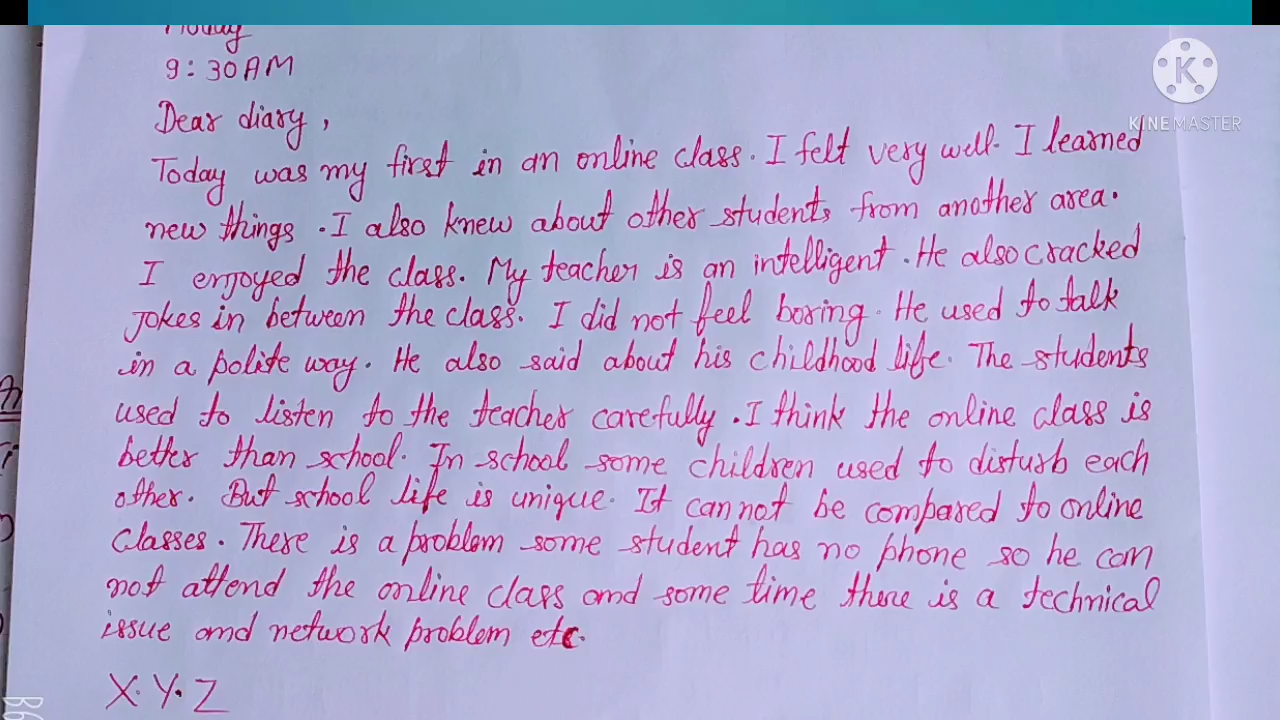 9:30AM
Dear diary,
Today was my first in an online class. I felt very well. I learned
new things. I also knew about other students from another area.
I enjoyed the class. My teacher is an intelligent. He also cracked
jokes in between the class. I did not feel boring. He used to talk
in a polite way. He also said about his childhood life. The students
used to listen to the teacher carefully. I think the online class is
better than school. In school some children used to disturb each
other. But school life is unique. It cannot be compared to online
classes. There is a problem some student has no phone so he can
not attend the online class and some time there is a technical
issue and network problem etc.
X.Y.Z
K
KINEMASTER